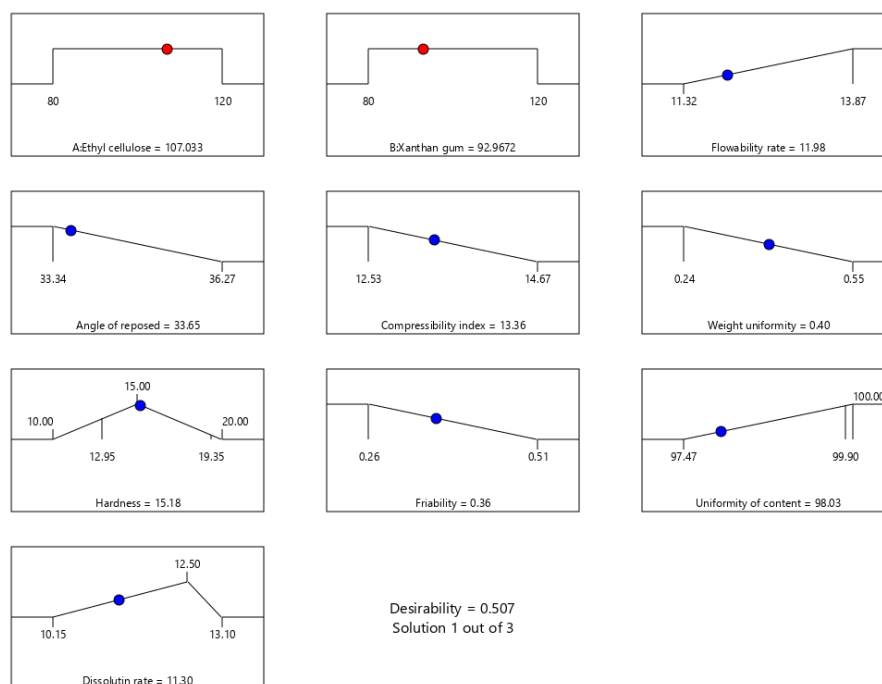 80
120
A:Ethyl cellulose = 107.033
80
120
B:Xanthan gum = 92.9672
11.32
13.87
Flowability rate = 11.98
33.34
36.27
Angle of reposed = 33.65
12.53
14.67
Compressibility index = 13.36
0.24
0.55
Weight uniformity = 0.40
15.00
10.00
20.00
12.95
19.35
Hardness = 15.18
0.26
0.51
Friability = 0.36
100.00
97.47
99.90
Uniformity of content = 98.03
12.50
10.15
13.10
Dissolutin rate = 11.30
Desirability = 0.507
Solution 1 out of 3